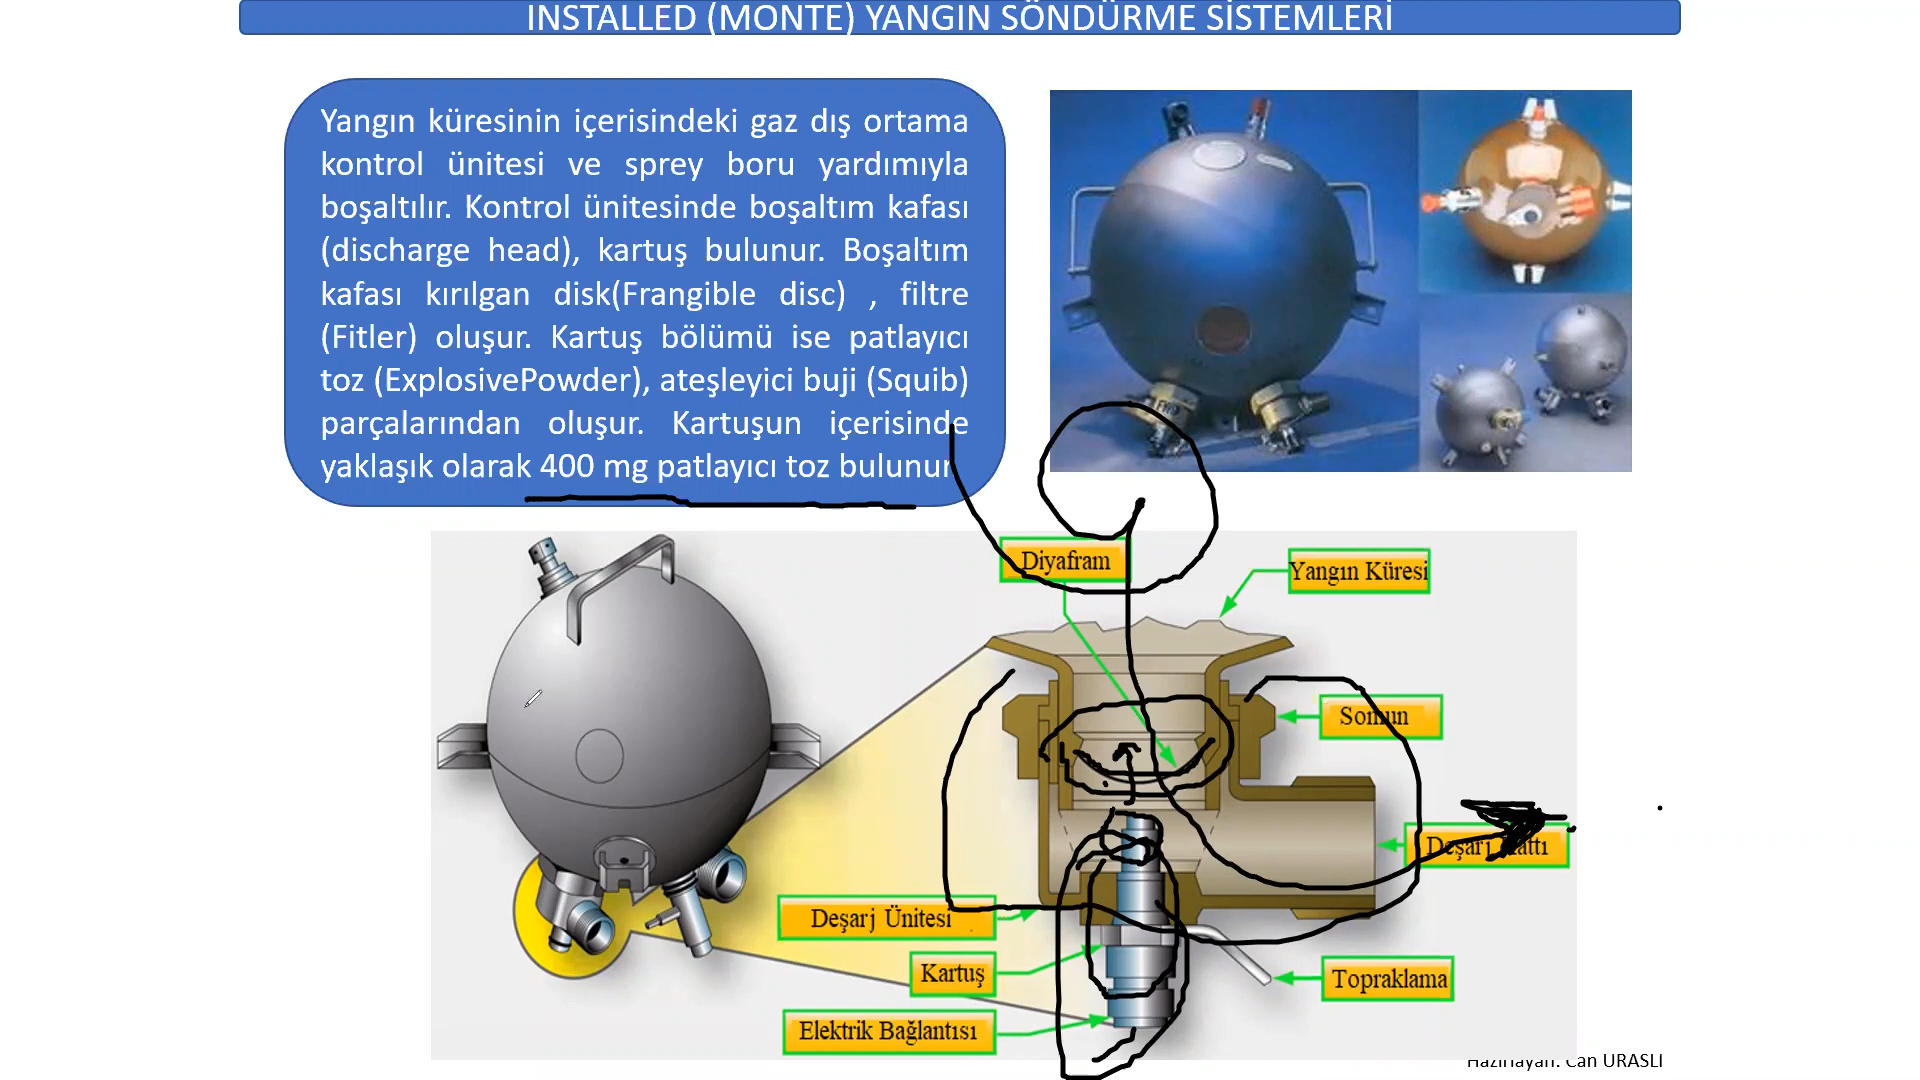 INSTALLED (MONTE) YANGIN SÖNDÜRME SİSTEMLERİ
Yangın küresinin içerisindeki gaz dış ortama
kontrol ünitesi ve sprey boru yardımıyla
boşaltılır. Kontrol ünitesinde boşaltım kafası
(discharge head), kartuş bulunur. Boşaltım
kafası kırılgan disk(Frangible disc) , filtre
(Fitler) oluşur. Kartuş bölümü ise patlayıcı
toz (ExplosivePowder), ateşleyici buji (Squib)
parçalarından oluşur. Kartuşun içerisinde
yaklaşık olarak 400 mg patlayıcı toz bulunur
Diyafram
Yangın Küresi
Somun
Deşarj Hattı
Deşarj Ünitesi
Kartuş
Topraklama
Elektrik Bağlantısı
Hazırlayan: Can URASLI